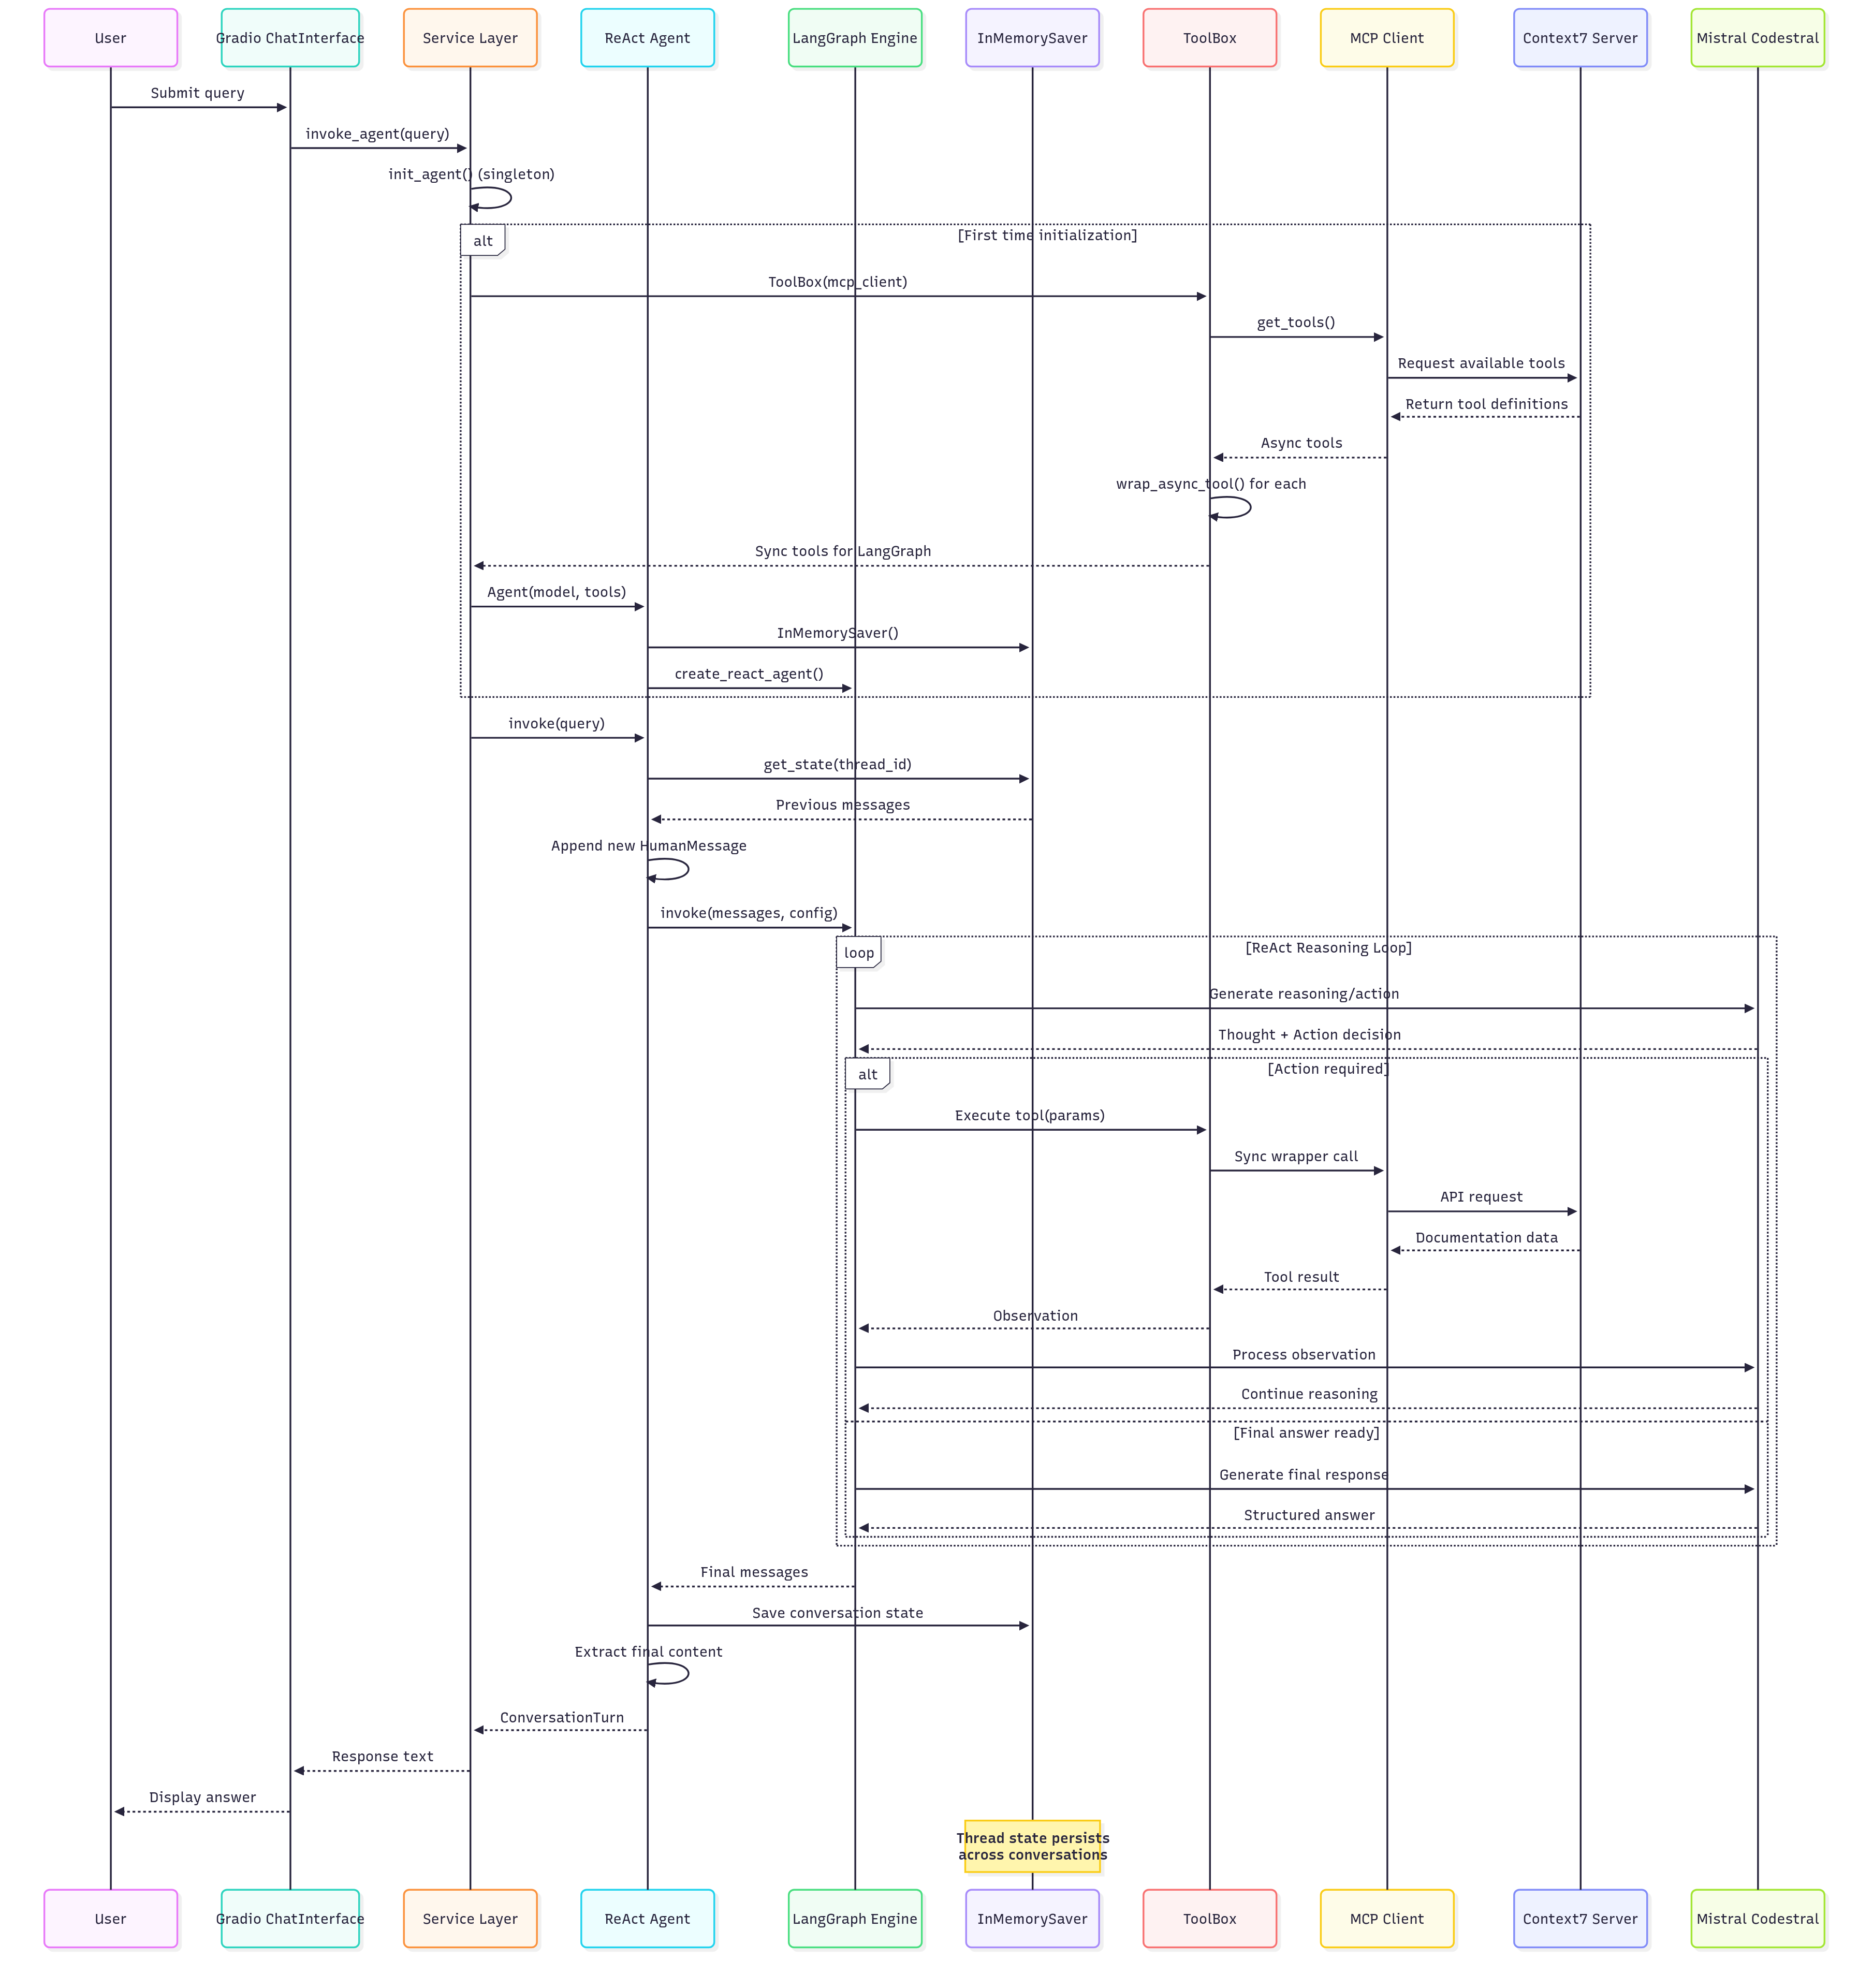 User
Gradio ChatInterface
Service Layer
ReAct Agent
LangGraph Engine
InMemorySaver
ToolBox
MCP Client
Context7 Server
Mistral Codestral
Submit query
invoke_agent(query)
init_agent() (singleton)
alt
[First time initialization]
ToolBox(mcp_client)
get_tools()
Request available tools
Return tool definitions
Async tools
wrap_async_tool() for each
Sync tools for LangGraph
Agent(model, tools)
InMemorySaver()
create_react_agent()
invoke(query)
get_state(thread_id)
Previous messages
Append new HumanMessage
invoke(messages, config)
loop
[ReAct Reasoning Loop]
Generate reasoning/action
Thought + Action decision
alt
[Action required]
Execute tool(params)
Sync wrapper call
API request
Documentation data
Tool result
Observation
Process observation
Continue reasoning
[Final answer ready]
Generate final response
Structured answer
Final messages
Save conversation state
Extract final content
ConversationTurn
Response text
Display answer
Thread state persists
across conversations
User
Gradio ChatInterface
Service Layer
ReAct Agent
LangGraph Engine
InMemorySaver
ToolBox
MCP Client
Context7 Server
Mistral Codestral